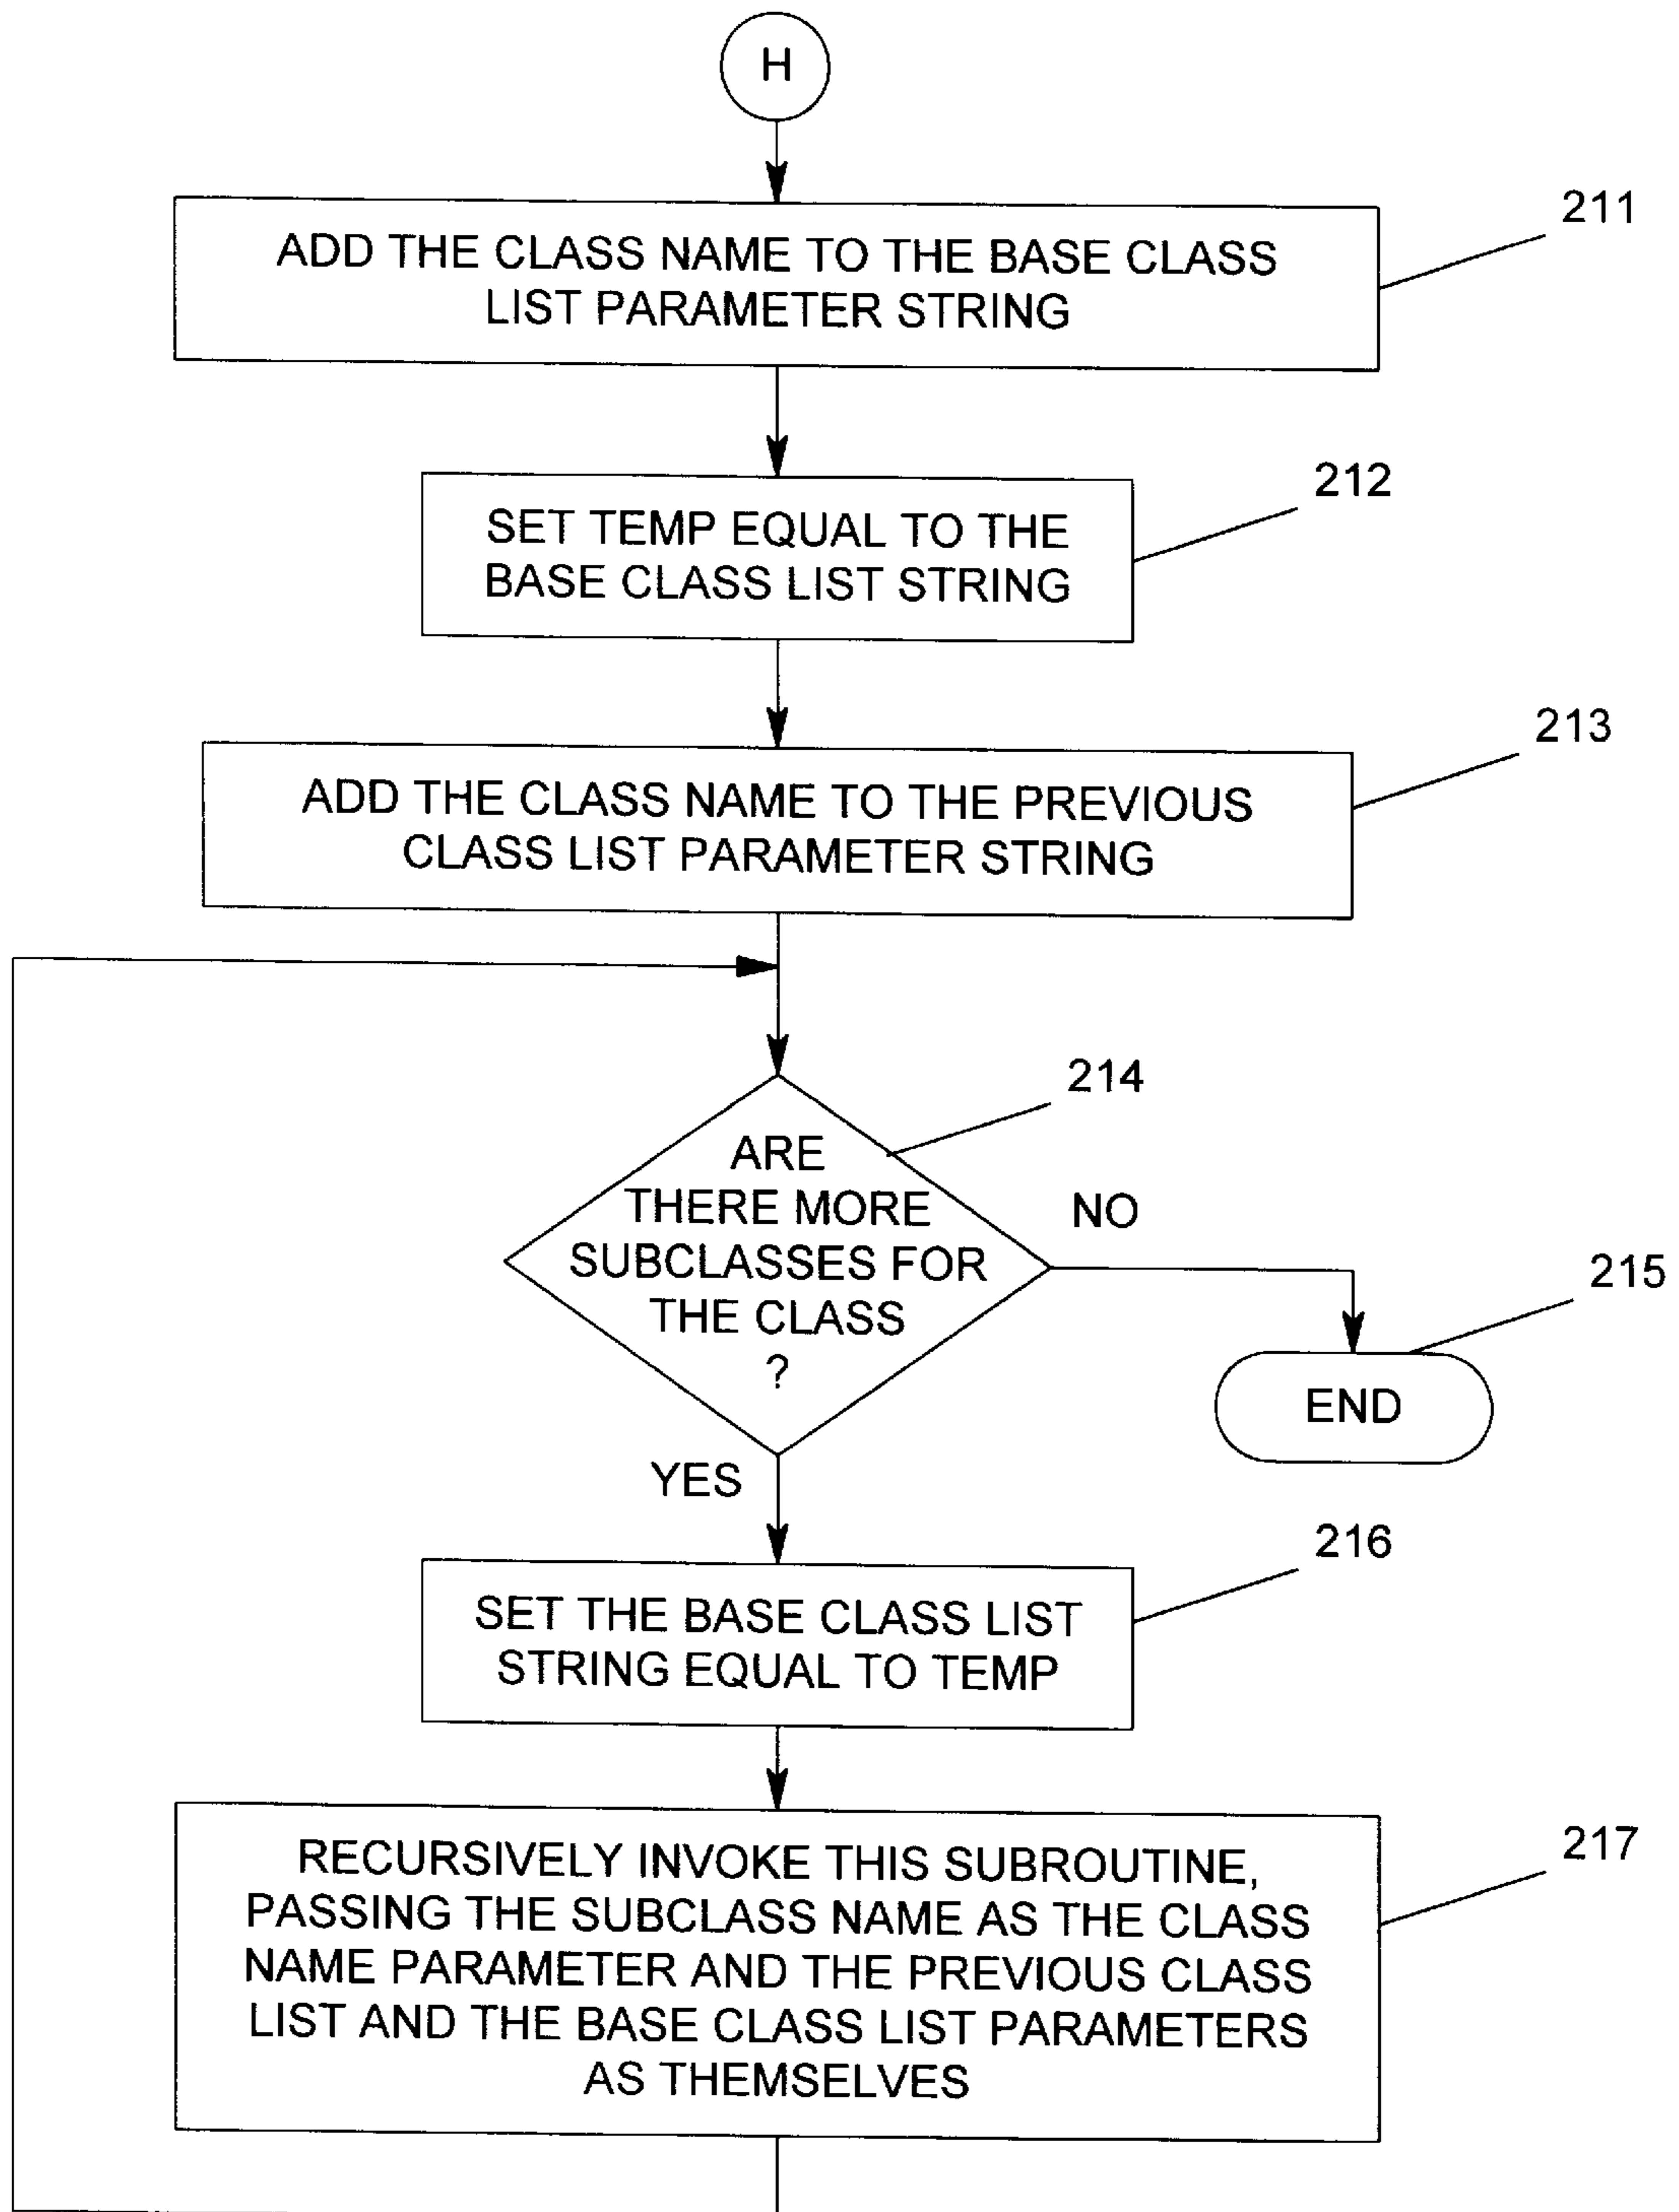 H
211
ADD THE CLASS NAME TO THE BASE CLASS
LIST PARAMETER STRING
212
SET TEMP EQUAL TO THE
BASE CLASS LIST STRING
213
ADD THE CLASS NAME TO THE PREVIOUS
CLASS LIST PARAMETER STRING
214
ARE
THERE MORE
SUBCLASSES FOR
THE CLASS
?
NO
215
END
YES
216
SET THE BASE CLASS LIST
STRING EQUAL TO TEMP
217
RECURSIVELY INVOKE THIS SUBROUTINE,
PASSING THE SUBCLASS NAME AS THE CLASS
NAME PARAMETER AND THE PREVIOUS CLASS
LIST AND THE BASE CLASS LIST PARAMETERS
AS THEMSELVES